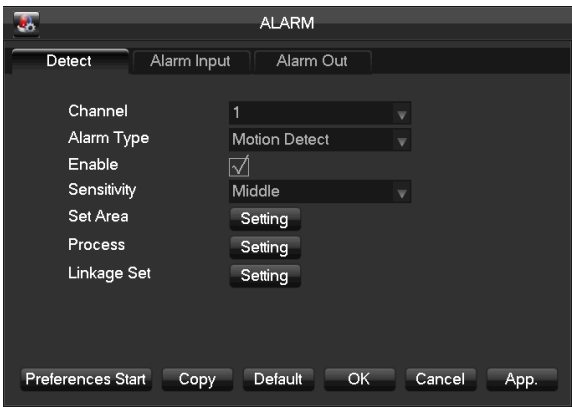 ALARM
Detect Alarm Input Alarm Out
Channel 1
Alarm Type Motion Detect
Enable
Sensitivity Middle
Set Area Setting
Process Setting
Linkage Set Setting
Preferences Start Copy Default OK Cancel App.